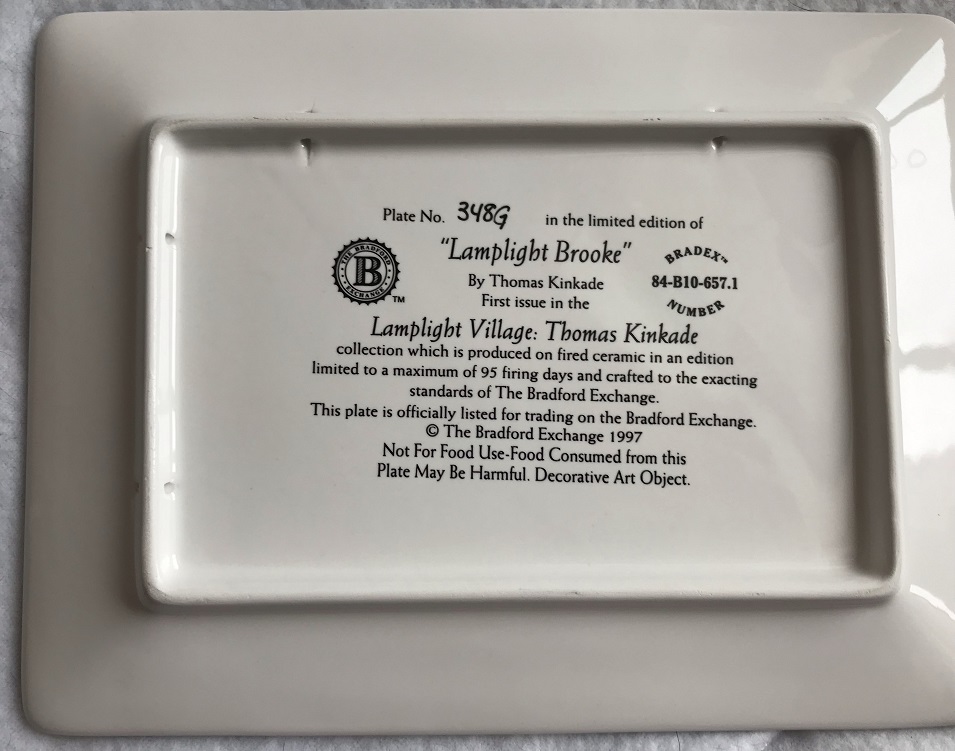 Plate No. 348G in the limited edition of
"Lamplight Brooke"
By Thomas Kinkade
First issue in the
THE BRADFORD EXCHANGE
B
TM
BRADEX™
84-B10-657.1
NUMBER
Lamplight Village: Thomas Kinkade
collection which is produced on fired ceramic in an edition
limited to a maximum of 95 firing days and crafted to the exacting
standards of The Bradford Exchange.
This plate is officially listed for trading on the Bradford Exchange.
© The Bradford Exchange 1997
Not For Food Use-Food Consumed from this
Plate May Be Harmful. Decorative Art Object.